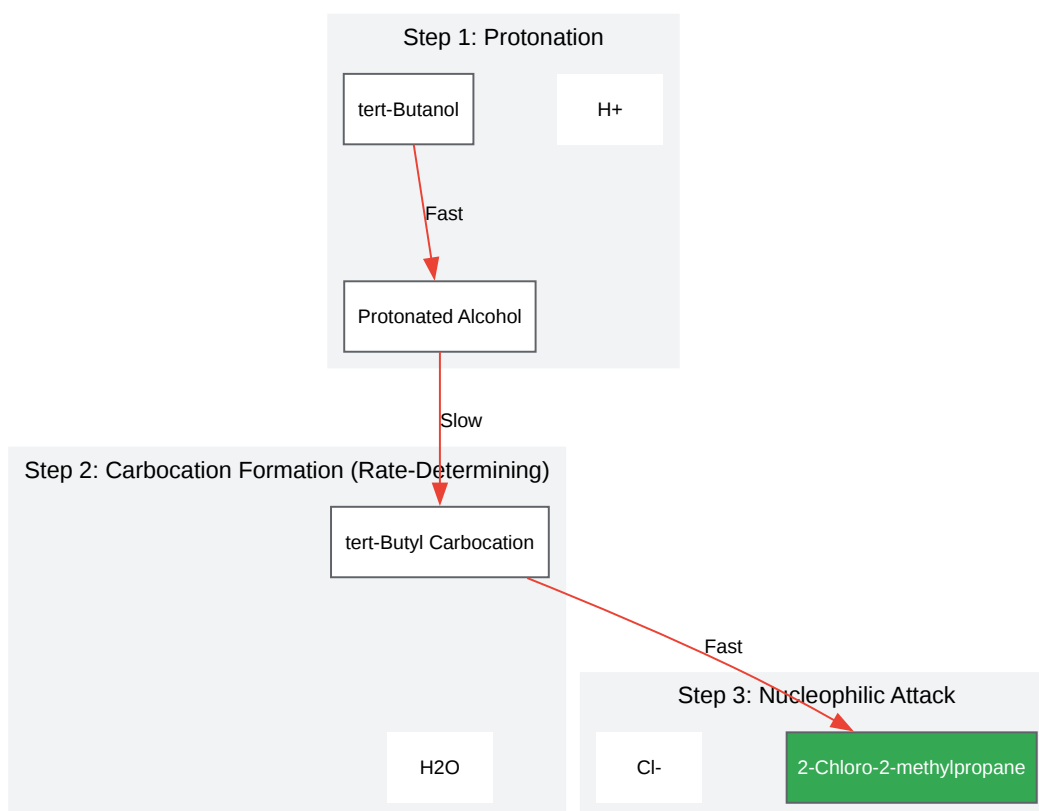 Step 1: Protonation
tert-Butanol
H+
Fast
Protonated Alcohol
Slow
Step 2: Carbocation Formation (Rate-Determining)
tert-Butyl Carbocation
Fast
Step 3: Nucleophilic Attack
H2O
Cl-
2-Chloro-2-methylpropane